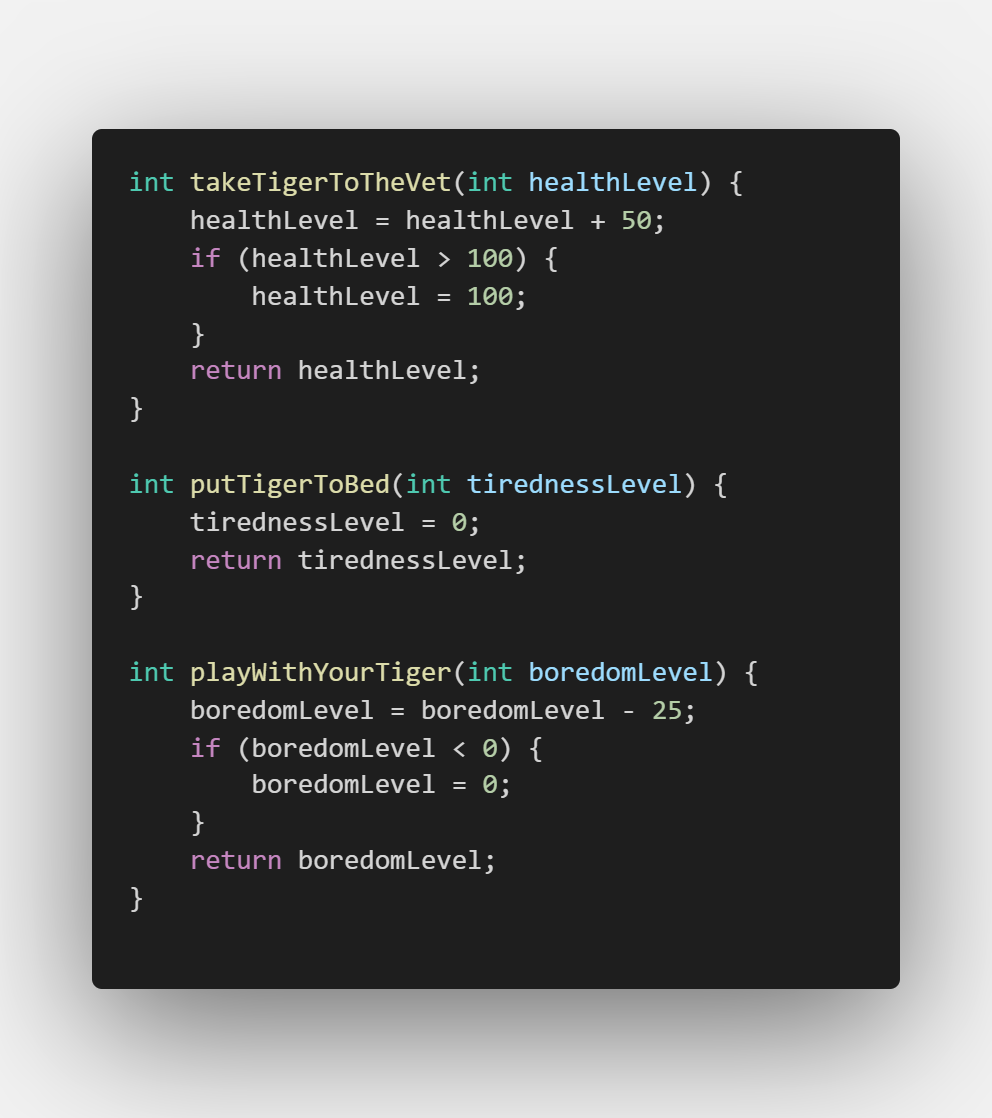 int takeTigerToTheVet(int healthLevel) {
    healthLevel = healthLevel + 50;
    if (healthLevel > 100) {
        healthLevel = 100;
    }
    return healthLevel;
}

int putTigerToBed(int tirednessLevel) {
    tirednessLevel = 0;
    return tirednessLevel;
}

int playWithYourTiger(int boredomLevel) {
    boredomLevel = boredomLevel - 25;
    if (boredomLevel < 0) {
        boredomLevel = 0;
    }
    return boredomLevel;
}